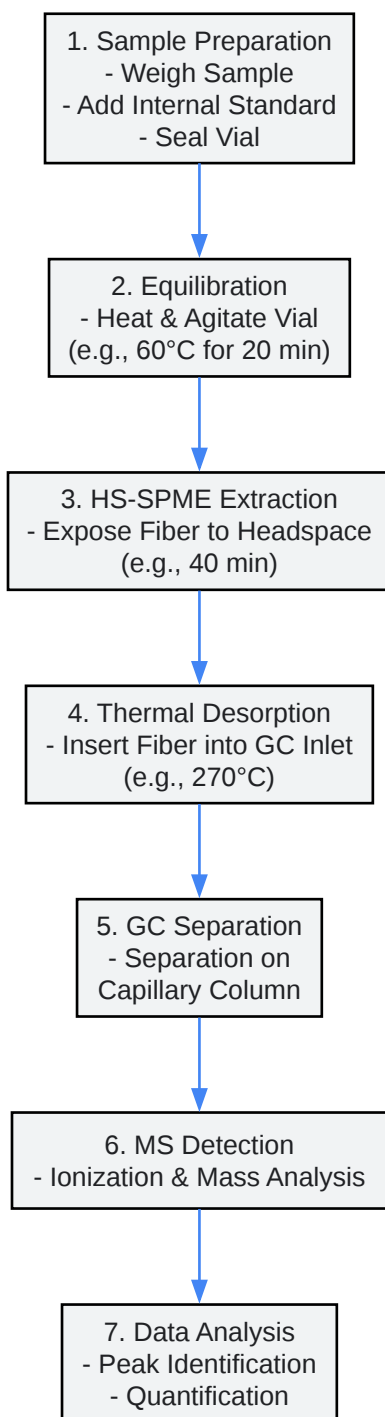 1. Sample Preparation
- Weigh Sample
- Add Internal Standard
- Seal Vial
2. Equilibration
- Heat & Agitate Vial
(e.g., 60°C for 20 min)
3. HS-SPME Extraction
- Expose Fiber to Headspace
(e.g., 40 min)
4. Thermal Desorption
- Insert Fiber into GC Inlet
(e.g., 270°C)
5. GC Separation
- Separation on
Capillary Column
6. MS Detection
- Ionization & Mass Analysis
7. Data Analysis
- Peak Identification
- Quantification